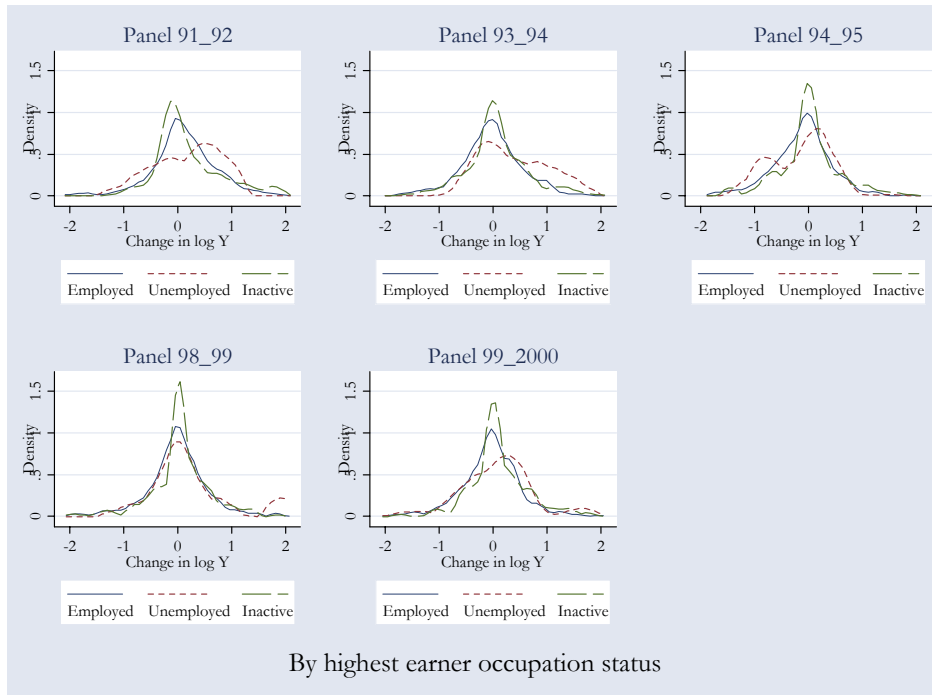 Panel 91_92
Density
0 .5 1 1.5
-2 -1 0 1 2
Change in log Y
Employed Unemployed Inactive
Panel 93_94
Density
0 .5 1 1.5
-2 -1 0 1 2
Change in log Y
Employed Unemployed Inactive
Panel 94_95
Density
0 .5 1 1.5
-2 -1 0 1 2
Change in log Y
Employed Unemployed Inactive
Panel 98_99
Density
0 .5 1 1.5
-2 -1 0 1 2
Change in log Y
Employed Unemployed Inactive
Panel 99_2000
Density
0 .5 1 1.5
-2 -1 0 1 2
Change in log Y
Employed Unemployed Inactive
By highest earner occupation status